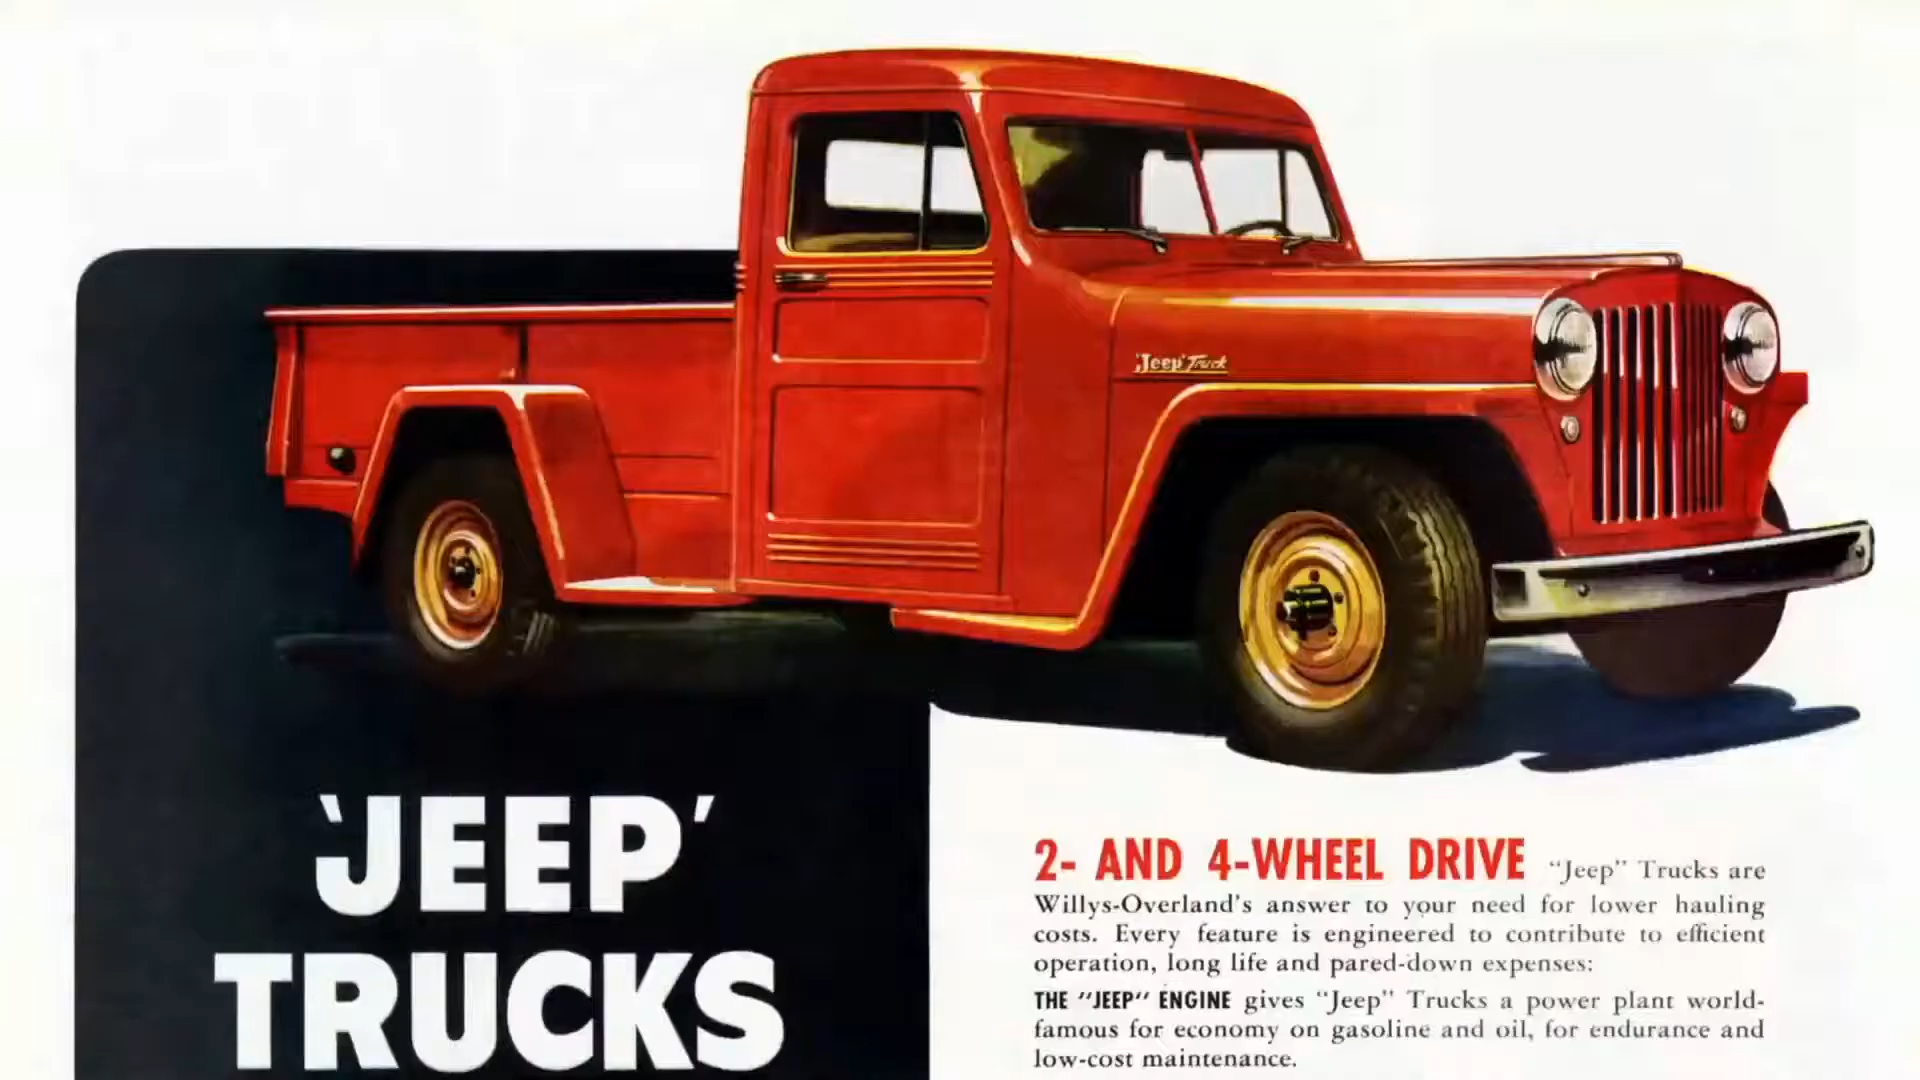 'Jeep' Truck
'JEEP'
TRUCKS
2- AND 4-WHEEL DRIVE "Jeep" Trucks are
Willys-Overland's answer to your need for lower hauling
costs. Every feature is engineered to contribute to efficient
operation, long life and pared-down expenses:
THE "JEEP" ENGINE gives "Jeep" Trucks a power plant world-
famous for economy on gasoline and oil, for endurance and
low-cost maintenance.